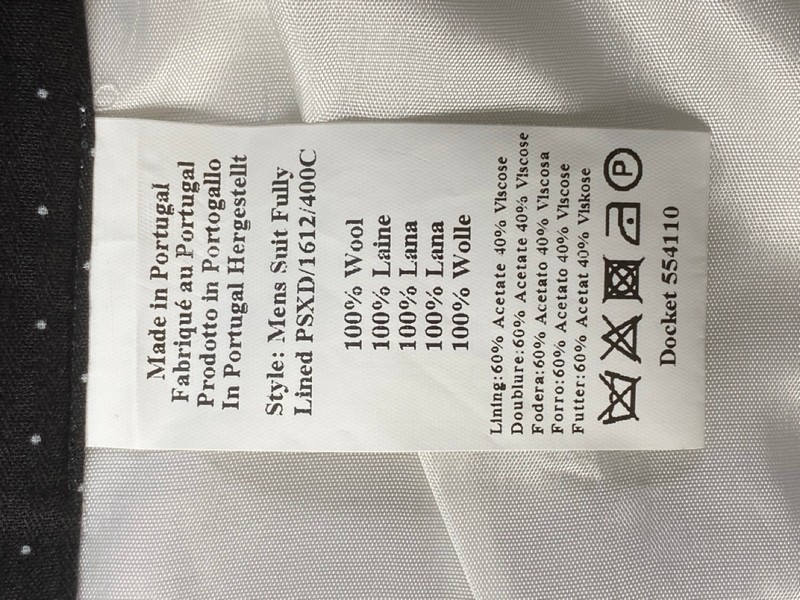 Made in Portugal
Fabriqué au Portugal
Prodotto in Portogallo
In Portugal Hergestellt
Style: Mens Suit Fully
Lined PSXD/1612/400C
100% Wool
100% Laine
100% Lana
100% Lana
100% Wolle
Lining:60% Acetate 40% Viscose
Doublure:60% Acetate 40% Viscose
Fodera:60% Acetato 40% Viscosa
Forro:60% Acetato 40% Viscose
Futter:60% Acetat 40% Viskose
P
Docket 554110